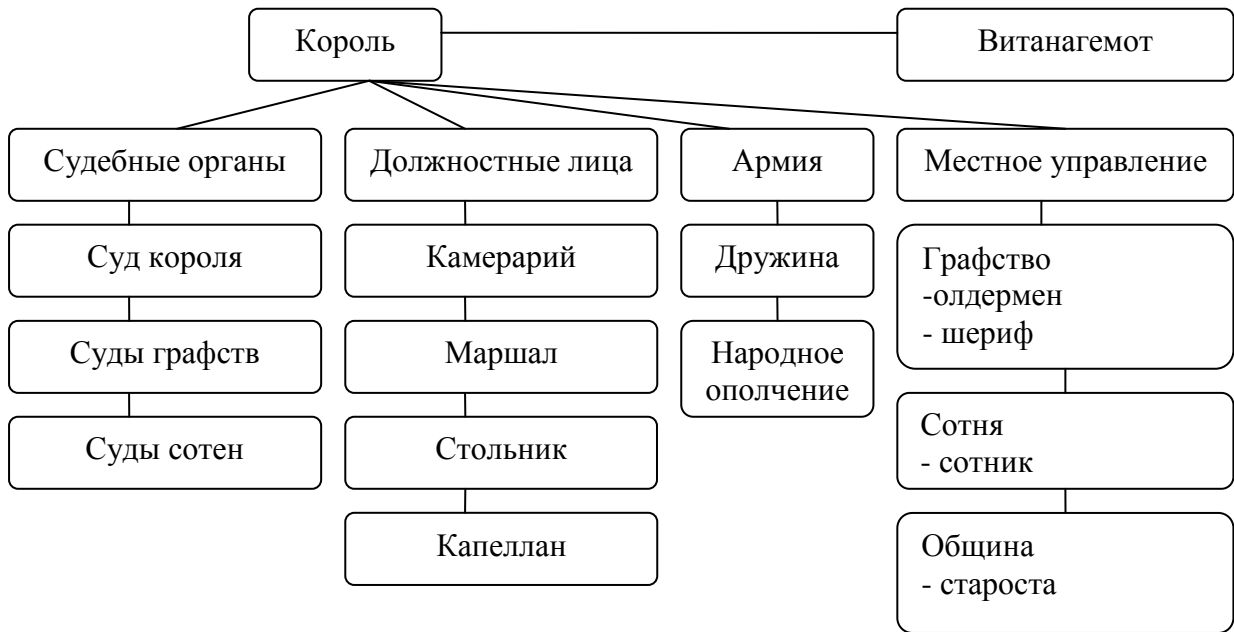 Король
Витанагемот
Судебные органы
Должностные лица
Армия
Местное управление
Суд короля
Камерарий
Дружина
Графство
-олдермен
- шериф
Суды графств
Маршал
Народное
ополчение
Суды сотен
Стольник
Сотня
- сотник
Капеллан
Община
- староста